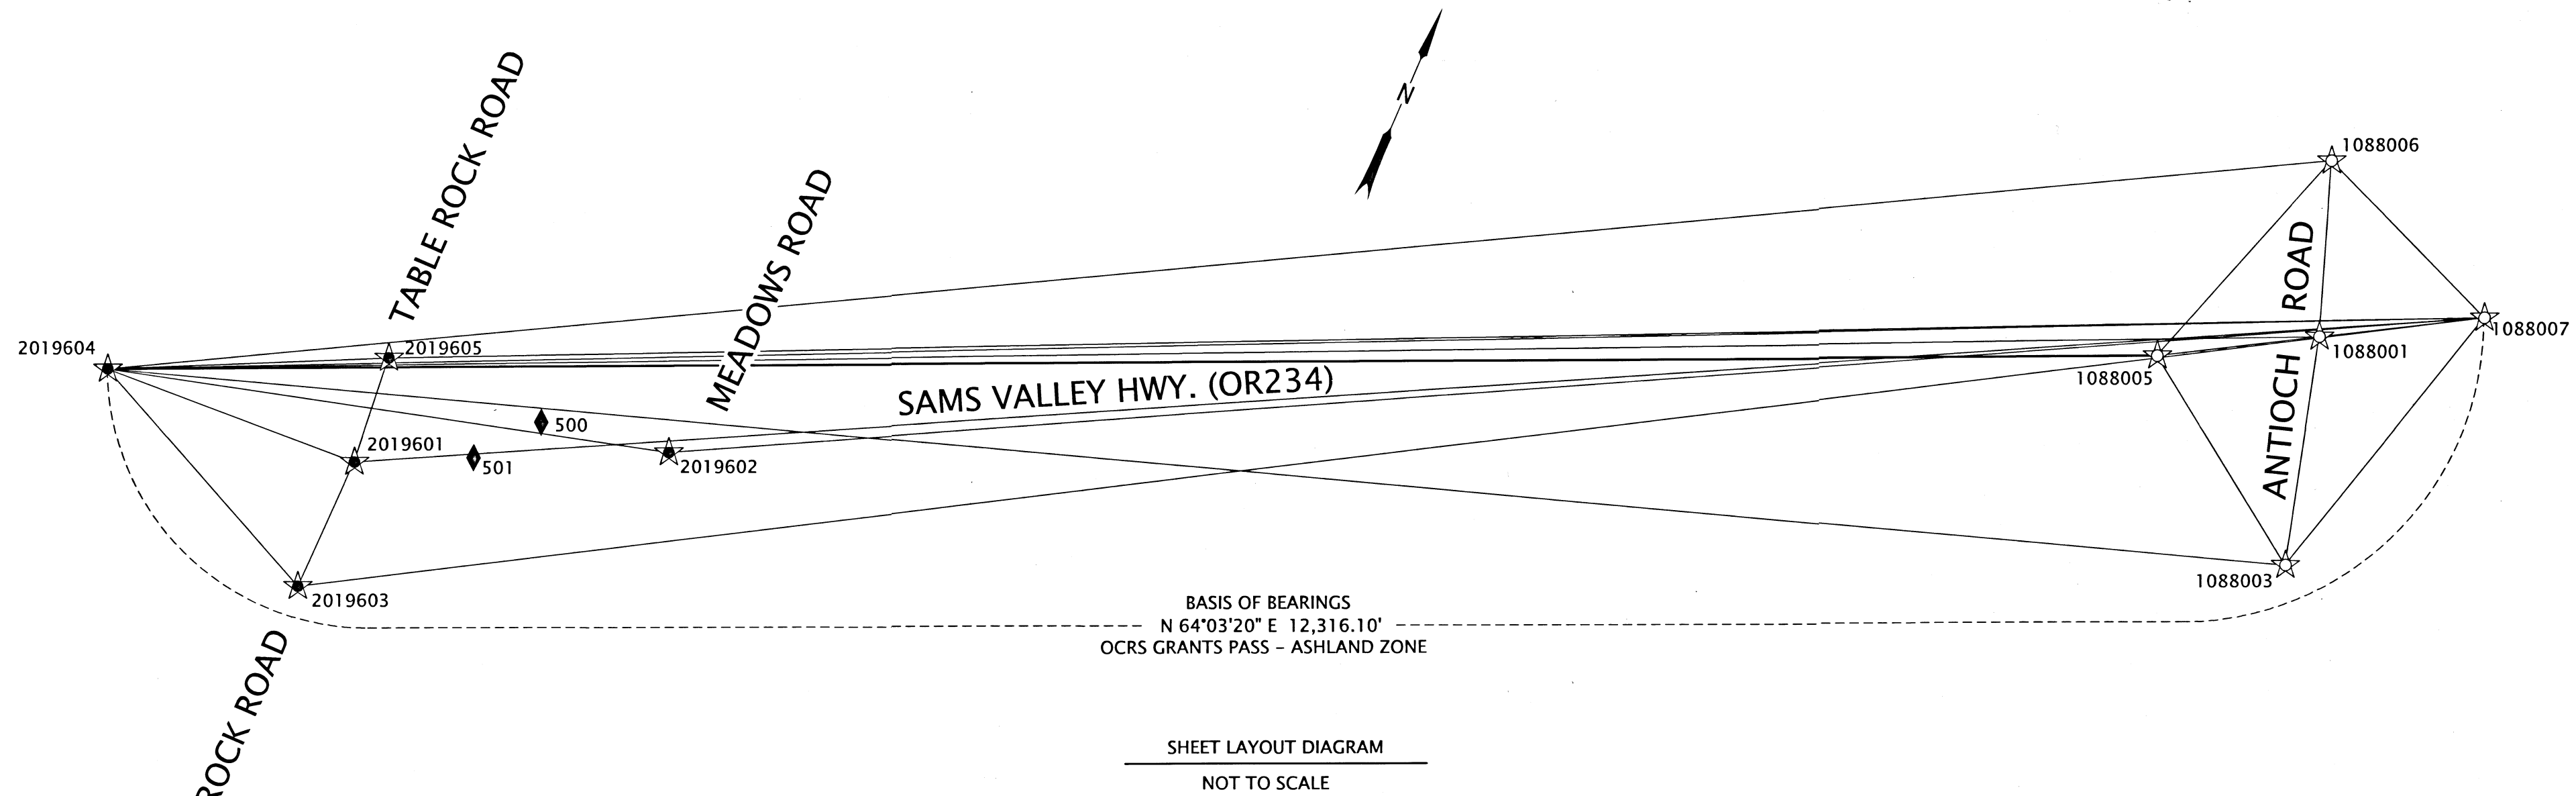 N
1088006
TABLE ROCK ROAD
MEADOWS ROAD
ANTIOCH ROAD
2019604
2019605
1088007
1088001
1088005
SAMS VALLEY HWY. (OR234)
500
2019601
501
2019602
1088003
2019603
BASIS OF BEARINGS
N 64°03'20" E 12,316.10'
OCRS GRANTS PASS - ASHLAND ZONE
ROCK ROAD
SHEET LAYOUT DIAGRAM
NOT TO SCALE